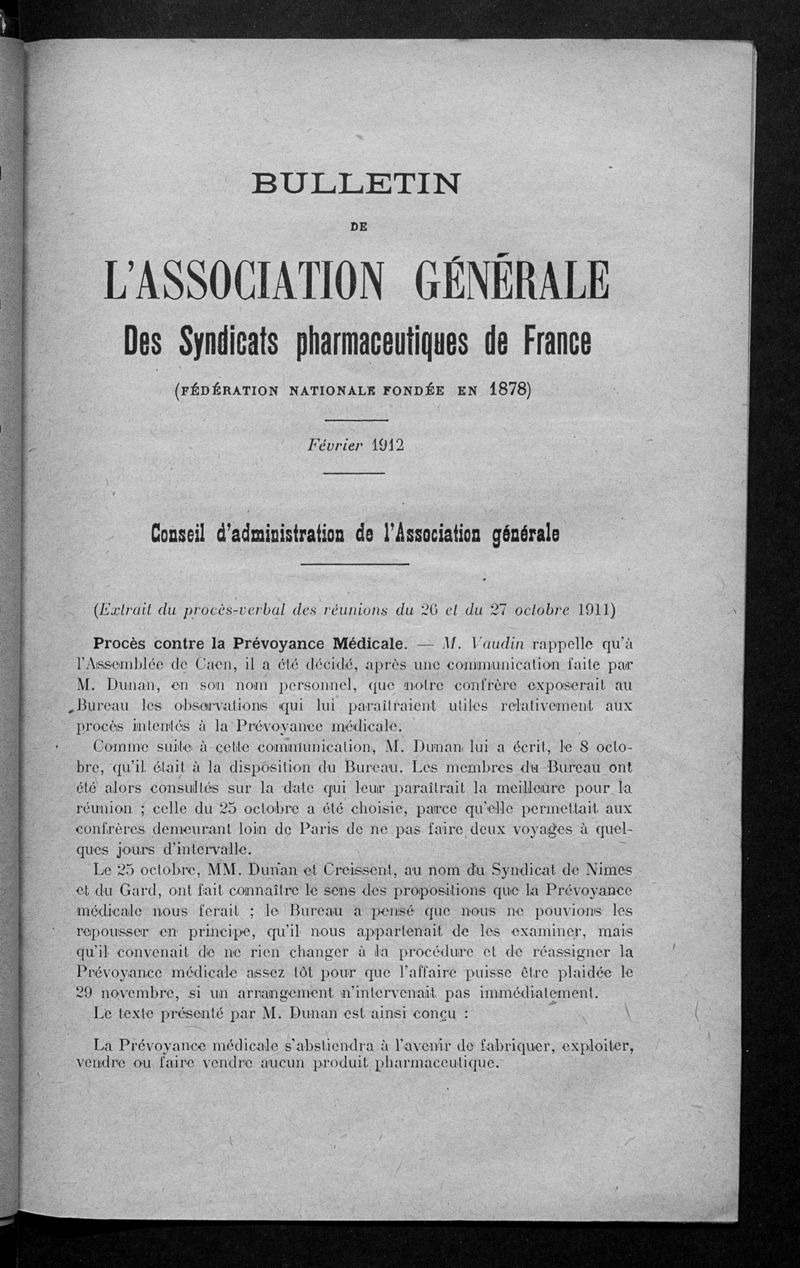 BULLETIN
DE
L'ASSOCIATION GÉNÉRALE
Des Syndicats pharmaceutiques de France
(FÉDÉRATION NATIONALE FONDÉE EN 1878)
Février 1912
Conseil d'administration de l'Association générale
(Extrait du procès-verbal des réunions du 26 et du 27 octobre 1911)
Procès contre la Prévoyance Médicale. — M. Vaudin rappelle qu'à
l'Assemblée de Caen, il a été décidé, après une communication faite par
M. Dunan, en son nom personnel, que notre confrère exposerait au
Bureau les observations qui lui paraîtraient utiles relativement aux
procès intentés à la Prévoyance médicale.
Comme suite à cette communication, M. Dunan lui a écrit, le 8 octo-
bre, qu'il était à la disposition du Bureau. Les membres du Bureau ont
été alors consultés sur la date qui leur paraîtrait la meilleure pour la
réunion ; celle du 25 octobre a été choisie, parce qu'elle permettait aux
confrères demeurant loin de Paris de ne pas faire deux voyages à quel-
ques jours d'intervalle.
Le 25 octobre, MM. Dunan et Creissent, au nom du Syndicat de Nimes
et du Gard, ont fait connaître le sens des propositions que la Prévoyance
médicale nous ferait ; le Bureau a pensé que nous ne pouvions les
repousser en principe, qu'il nous appartenait de les examiner, mais
qu'il convenait de ne rien changer à la procédure et de réassigner la
Prévoyance médicale assez tôt pour que l'affaire puisse être plaidée le
29 novembre, si un arrangement n'intervenait pas immédiatement.
Le texte présenté par M. Dunan est ainsi conçu :
La Prévoyance médicale s'abstiendra à l'avenir de fabriquer, exploiter,
vendre ou faire vendre aucun produit pharmaceutique.